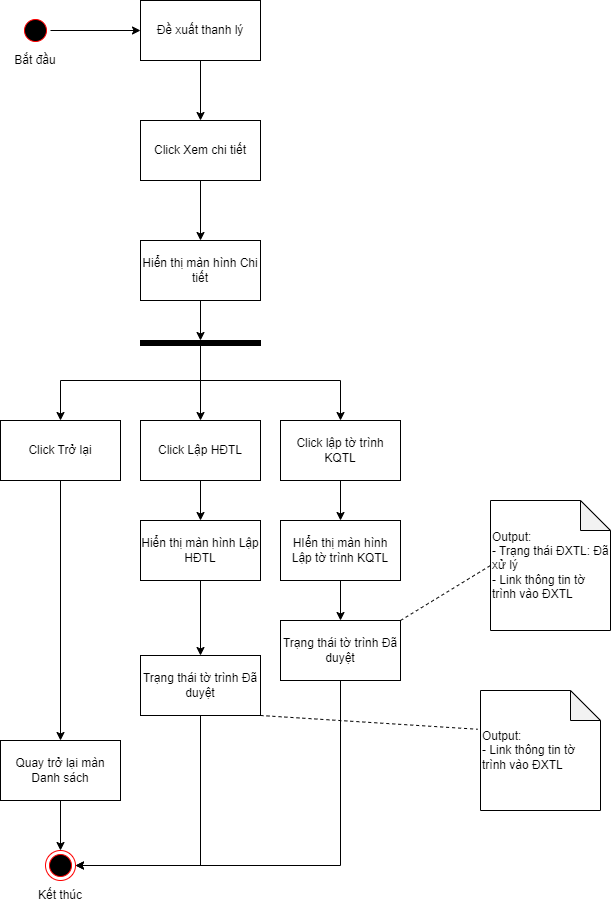 Đề xuất thanh lý
Bắt đầu
Click Xem chi tiết
Hiển thị màn hình Chi
tiết
Click Trở lại
Click Lập HĐTL
Click lập tờ trình
KQTL
Hiển thị màn hình Lập
HĐTL
HIển thị màn hình
Lập tờ trình KQTL
Output:
- Trạng thái ĐXTL: Đã
xử lý
- Link thông tin tờ
trình vào ĐXTL
Trạng thái tờ trình Đã
duyệt
Trạng thái tờ trình Đã
duyệt
Output:
- Link thông tin tờ
trình vào ĐXTL
Quay trở lại màn
Danh sách
Kết thúc